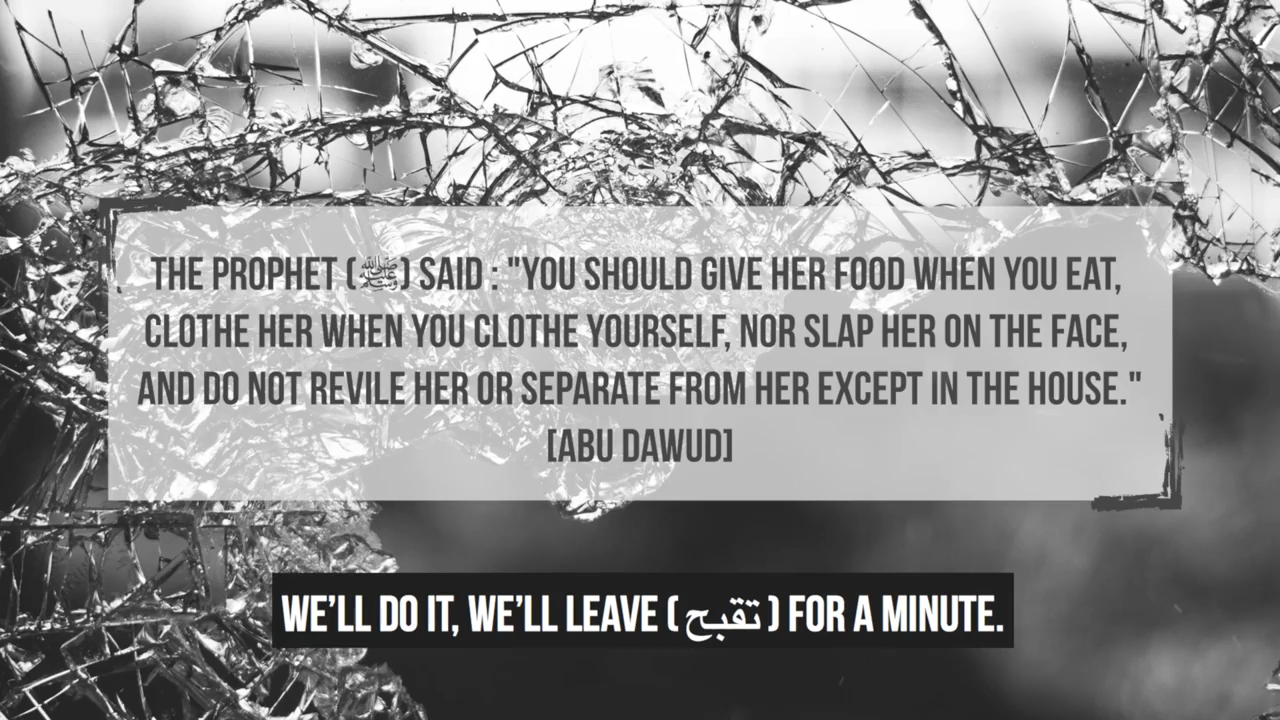 THE PROPHET (ﷺ) SAID : "YOU SHOULD GIVE HER FOOD WHEN YOU EAT,
CLOTHE HER WHEN YOU CLOTHE YOURSELF, NOR SLAP HER ON THE FACE,
AND DO NOT REVILE HER OR SEPARATE FROM HER EXCEPT IN THE HOUSE."
[ABU DAWUD]
WE'LL DO IT, WE'LL LEAVE (تقبح) FOR A MINUTE.